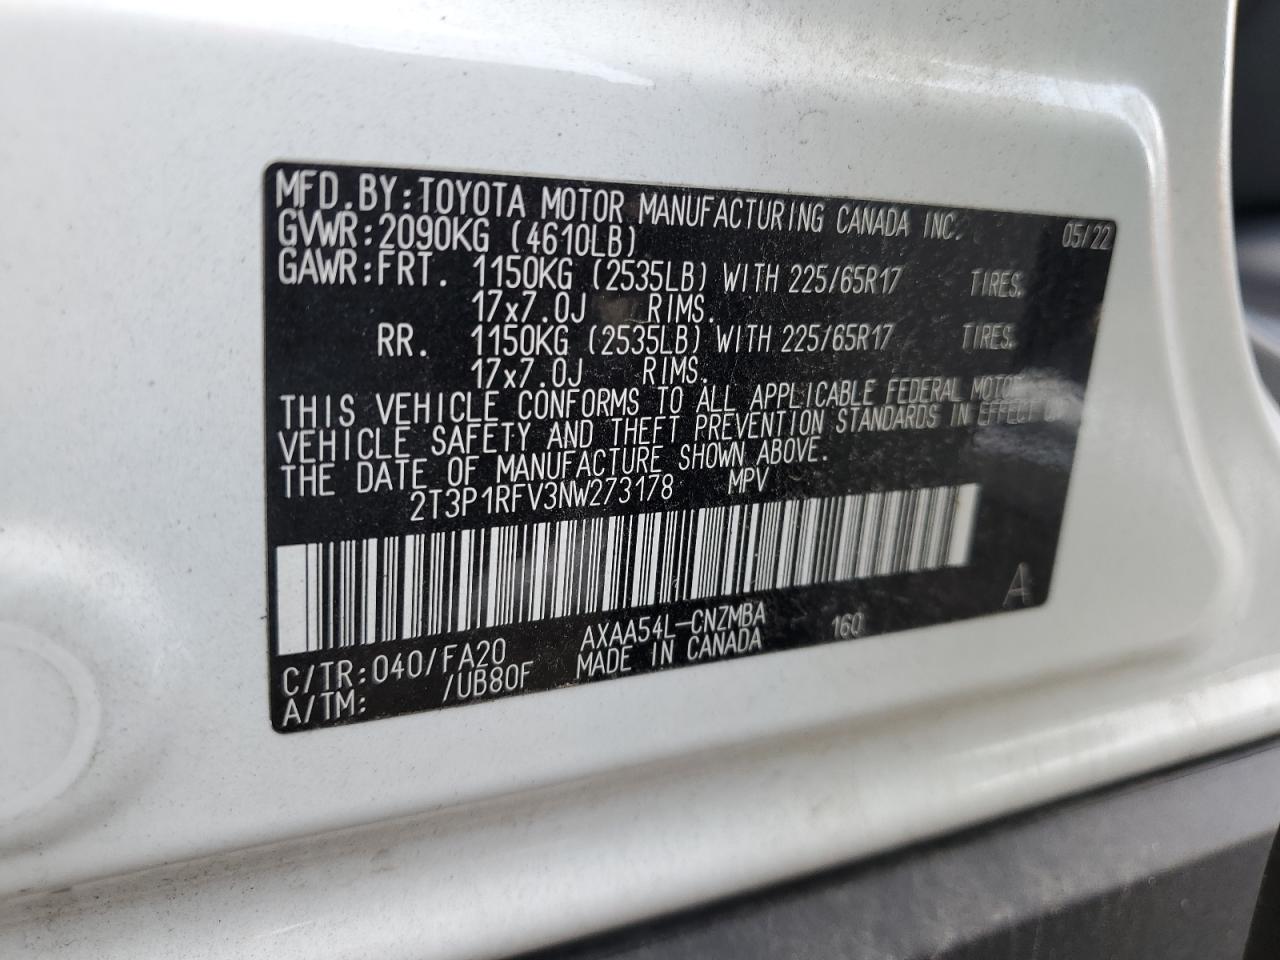 MFD.BY:TOYOTA MOTOR MANUFACTURING CANADA INC. 05/22
GVWR:2090KG (4610LB)
GAWR:FRT. 1150KG (2535LB) WITH 225/65R17 TIRES.
17x7.0J RIMS.
RR. 1150KG (2535LB) WITH 225/65R17 TIRES.
17x7.0J RIMS.
THIS VEHICLE CONFORMS TO ALL APPLICABLE FEDERAL MOTOR
VEHICLE SAFETY AND THEFT PREVENTION STANDARDS IN EFFECT ON
THE DATE OF MANUFACTURE SHOWN ABOVE.
2T3P1RFV3NW273178 MPV
C/TR:040/FA20 AXAA54L-CNZMBA 160 A
A/TM: /UB80F MADE IN CANADA